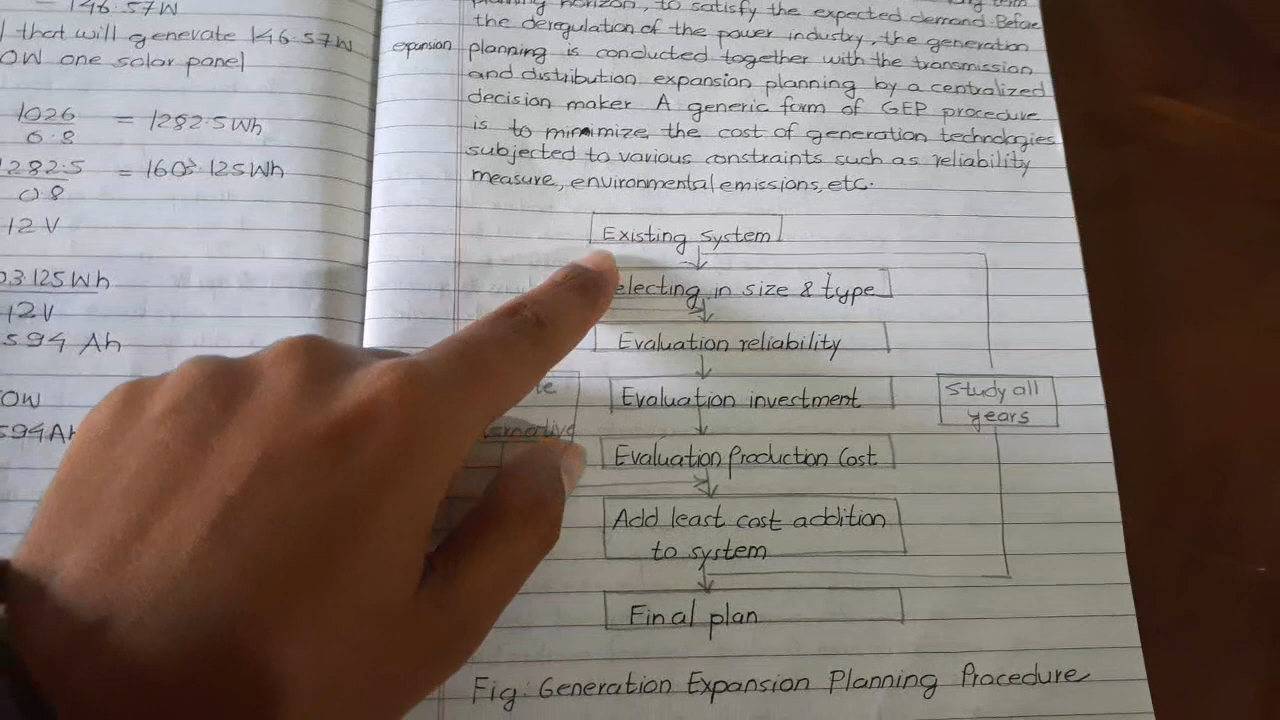 = 146.57W
that will generate 146.57W
OW one solar panel
1026
0.8
= 1282.5Wh
282.5
0.8
= 1603.125Wh
12 V
03.125Wh
12V
594 Ah
OW
594Ah
planning horizon, to satisfy the expected demand. Before
the deregulation of the power industry, the generation
expansion planning is conducted together with the transmission
and distribution expansion planning by a centralized
decision maker A generic form of GEP procedure
is to minimize the cost of generation technologies
subjected to various constraints such as reliability
measure, environmental emissions, etc.
Existing system
electing in size & type
Evaluation reliability
Evaluation investment
Study all
years
Evaluation Production Cost
Add least cost addition
to system
Final plan
Fig: Generation Expansion Planning Procedure